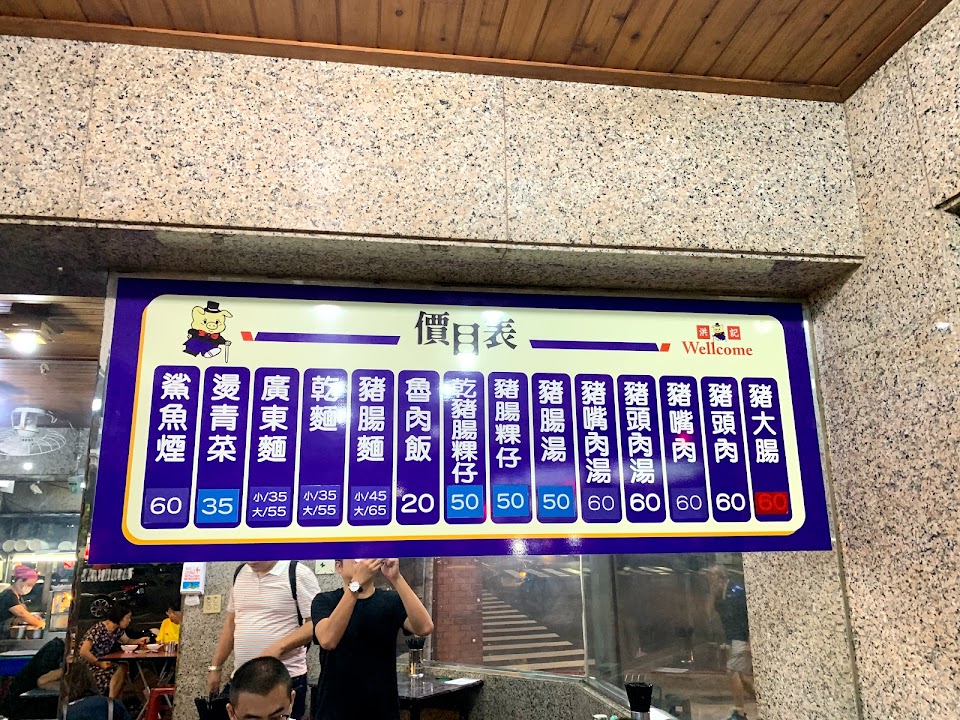 價目表
洪記
Wellcome
豬大腸 60
豬頭肉 60
豬嘴肉 60
豬頭肉湯 60
豬嘴肉湯 60
豬腸湯 50
豬腸粿仔 50
乾豬腸粿仔 50
魯肉飯 20
豬腸麵 小/45 大/65
乾麵 小/35 大/55
廣東麵 小/35 大/55
燙青菜 35
鯊魚煙 60